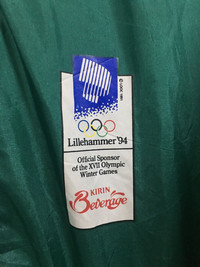 Lillehammer '94
Official Sponsor
of the XVII Olympic
Winter Games
KIRIN
Beverage